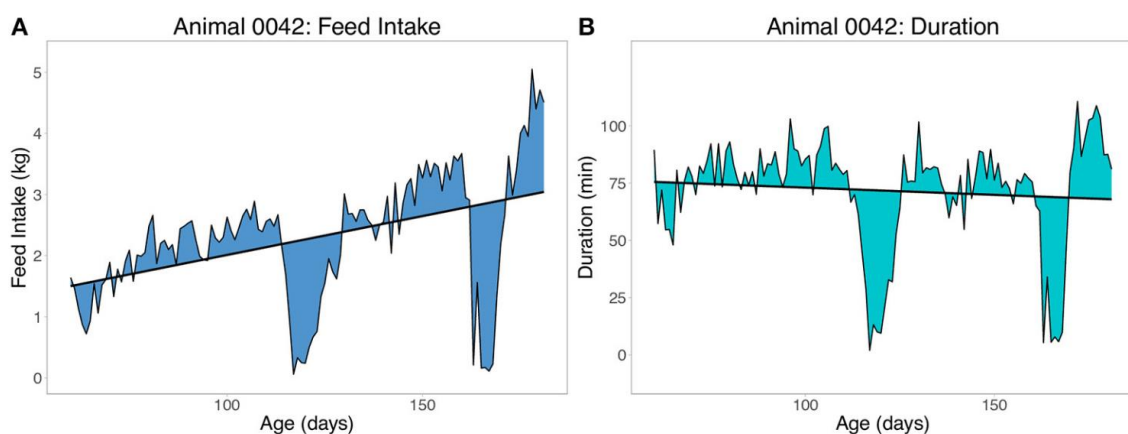 A
Animal 0042: Feed Intake
Feed Intake (kg)
5
4
3
2
1
0
100
150
Age (days)
B
Animal 0042: Duration
Duration (min)
100
75
50
25
0
100
150
Age (days)